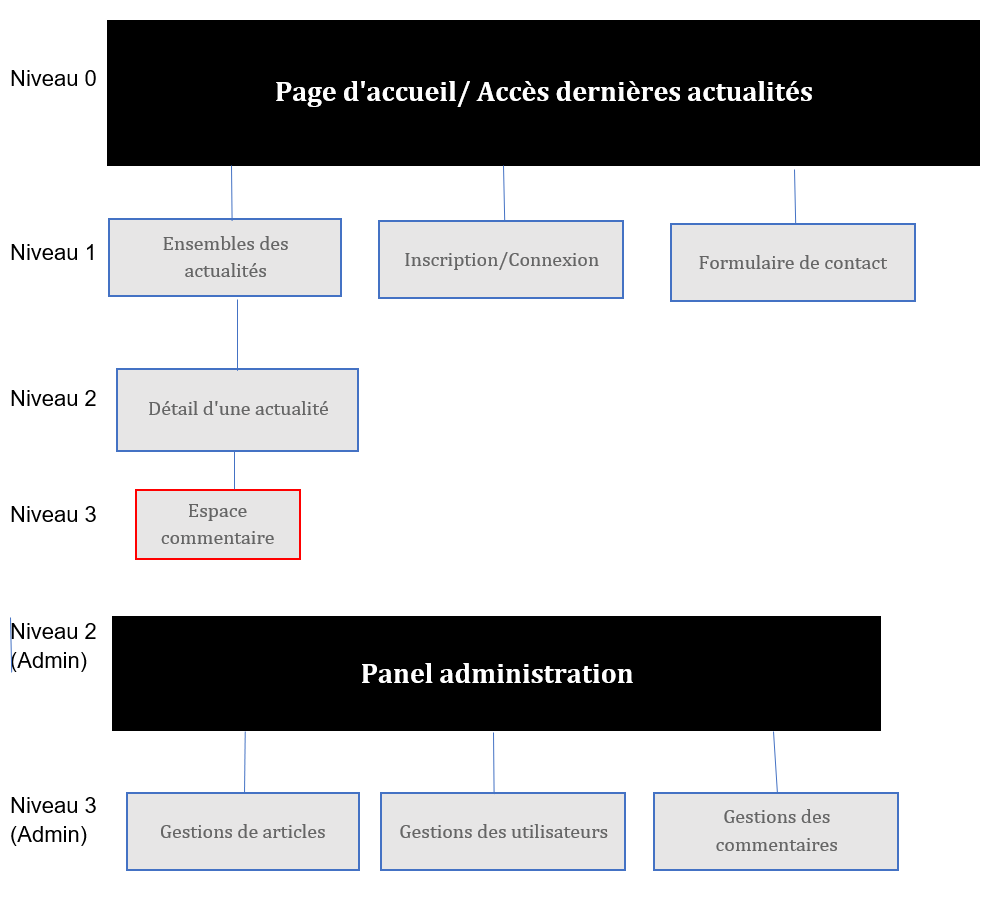 Niveau 0
Page d'accueil/ Accès dernières actualités
Niveau 1
Ensembles des
actualités
Inscription/Connexion
Formulaire de contact
Niveau 2
Détail d'une actualité
Niveau 3
Espace
commentaire
Niveau 2
(Admin)
Panel administration
Niveau 3
(Admin)
Gestions de articles
Gestions des utilisateurs
Gestions des
commentaires